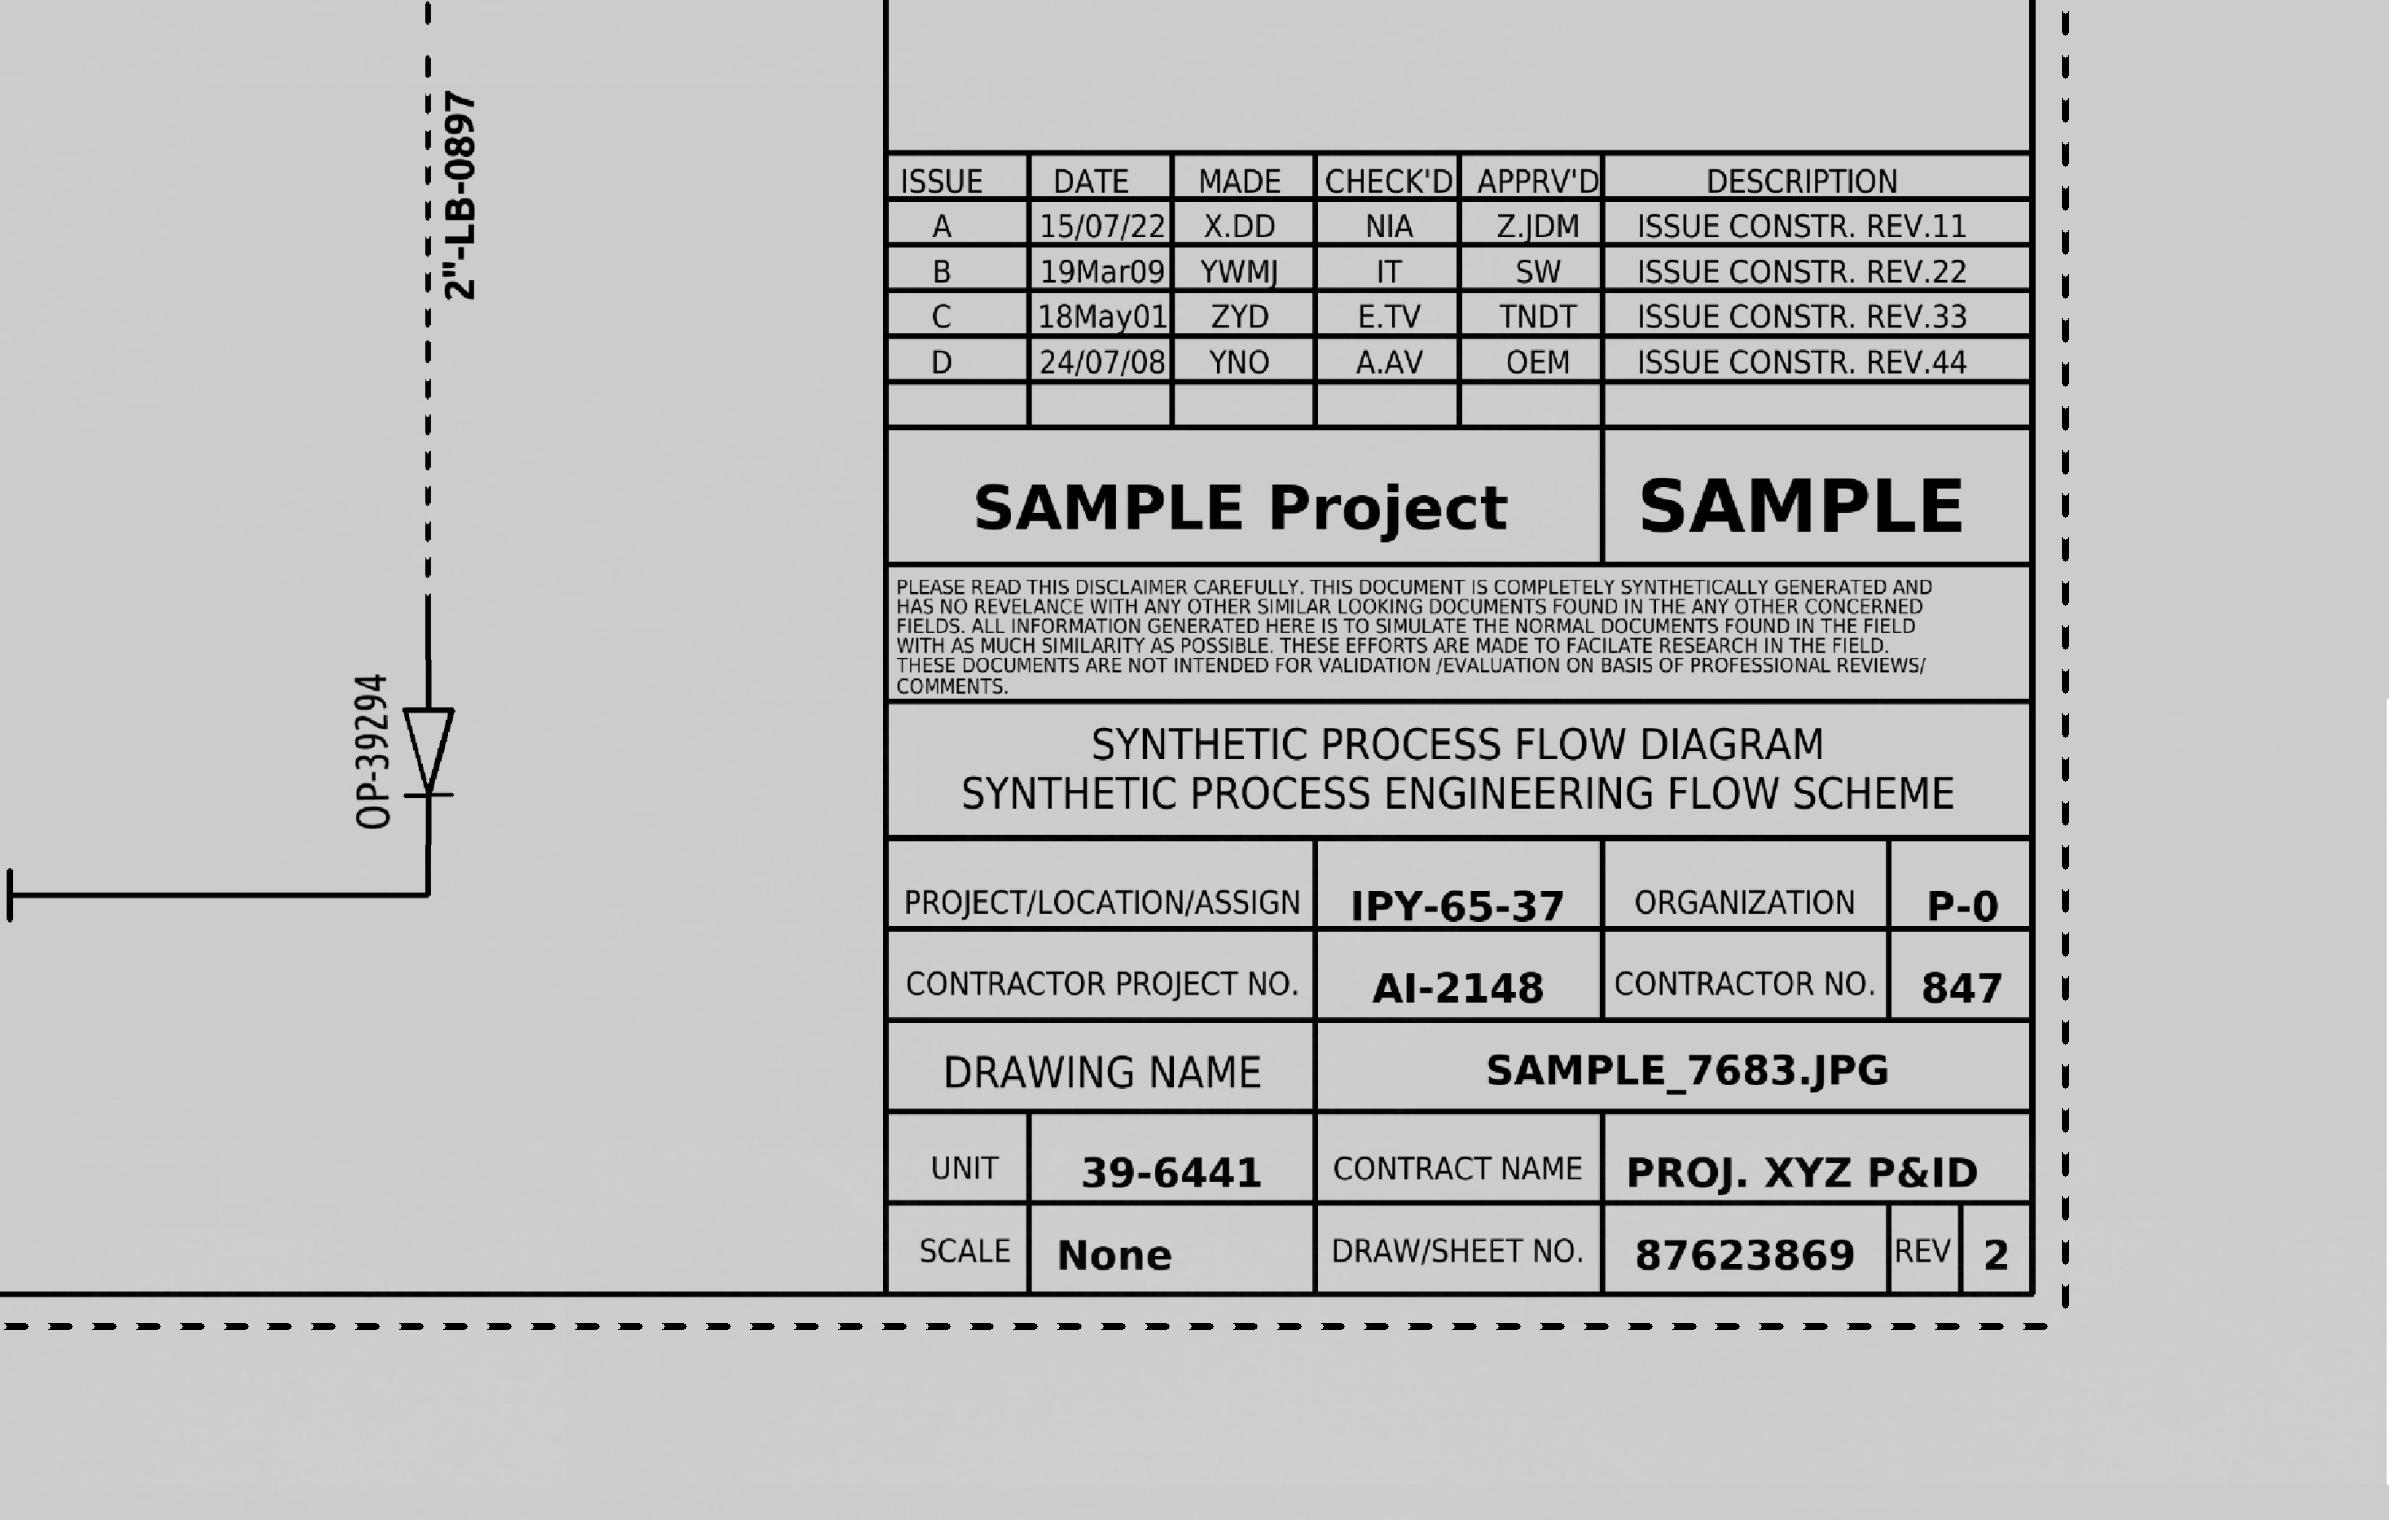 2"-LB-0897
OP-39294
ISSUE DATE MADE CHECK'D APPRV'D DESCRIPTION
A 15/07/22 X.DD NIA Z.JDM ISSUE CONSTR. REV.11
B 19Mar09 YWMJ IT SW ISSUE CONSTR. REV.22
C 18May01 ZYD E.TV TNDT ISSUE CONSTR. REV.33
D 24/07/08 YNO A.AV OEM ISSUE CONSTR. REV.44
SAMPLE Project SAMPLE
PLEASE READ THIS DISCLAIMER CAREFULLY. THIS DOCUMENT IS COMPLETELY SYNTHETICALLY GENERATED AND
HAS NO REVELANCE WITH ANY OTHER SIMILAR LOOKING DOCUMENTS FOUND IN THE ANY OTHER CONCERNED
FIELDS. ALL INFORMATION GENERATED HERE IS TO SIMULATE THE NORMAL DOCUMENTS FOUND IN THE FIELD
WITH AS MUCH SIMILARITY AS POSSIBLE. THESE EFFORTS ARE MADE TO FACILATE RESEARCH IN THE FIELD.
THESE DOCUMENTS ARE NOT INTENDED FOR VALIDATION /EVALUATION ON BASIS OF PROFESSIONAL REVIEWS/
COMMENTS.
SYNTHETIC PROCESS FLOW DIAGRAM
SYNTHETIC PROCESS ENGINEERING FLOW SCHEME
PROJECT/LOCATION/ASSIGN IPY-65-37 ORGANIZATION P-0
CONTRACTOR PROJECT NO. AI-2148 CONTRACTOR NO. 847
DRAWING NAME SAMPLE_7683.JPG
UNIT 39-6441 CONTRACT NAME PROJ. XYZ P&ID
SCALE None DRAW/SHEET NO. 87623869 REV 2